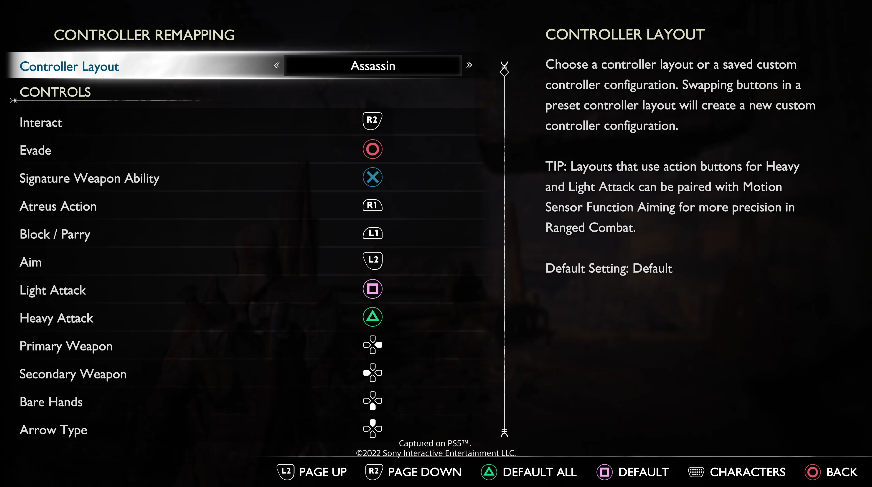 CONTROLLER REMAPPING
Controller Layout
« Assassin »
CONTROLS
Interact R2
Evade
Signature Weapon Ability
Atreus Action R1
Block / Parry L1
Aim L2
Light Attack
Heavy Attack
Primary Weapon
Secondary Weapon
Bare Hands
Arrow Type
CONTROLLER LAYOUT
Choose a controller layout or a saved custom
controller configuration. Swapping buttons in a
preset controller layout will create a new custom
controller configuration.
TIP: Layouts that use action buttons for Heavy
and Light Attack can be paired with Motion
Sensor Function Aiming for more precision in
Ranged Combat.
Default Setting: Default
Captured on PS5™.
©2022 Sony Interactive Entertainment LLC.
L2 PAGE UP R2 PAGE DOWN DEFAULT ALL DEFAULT CHARACTERS BACK